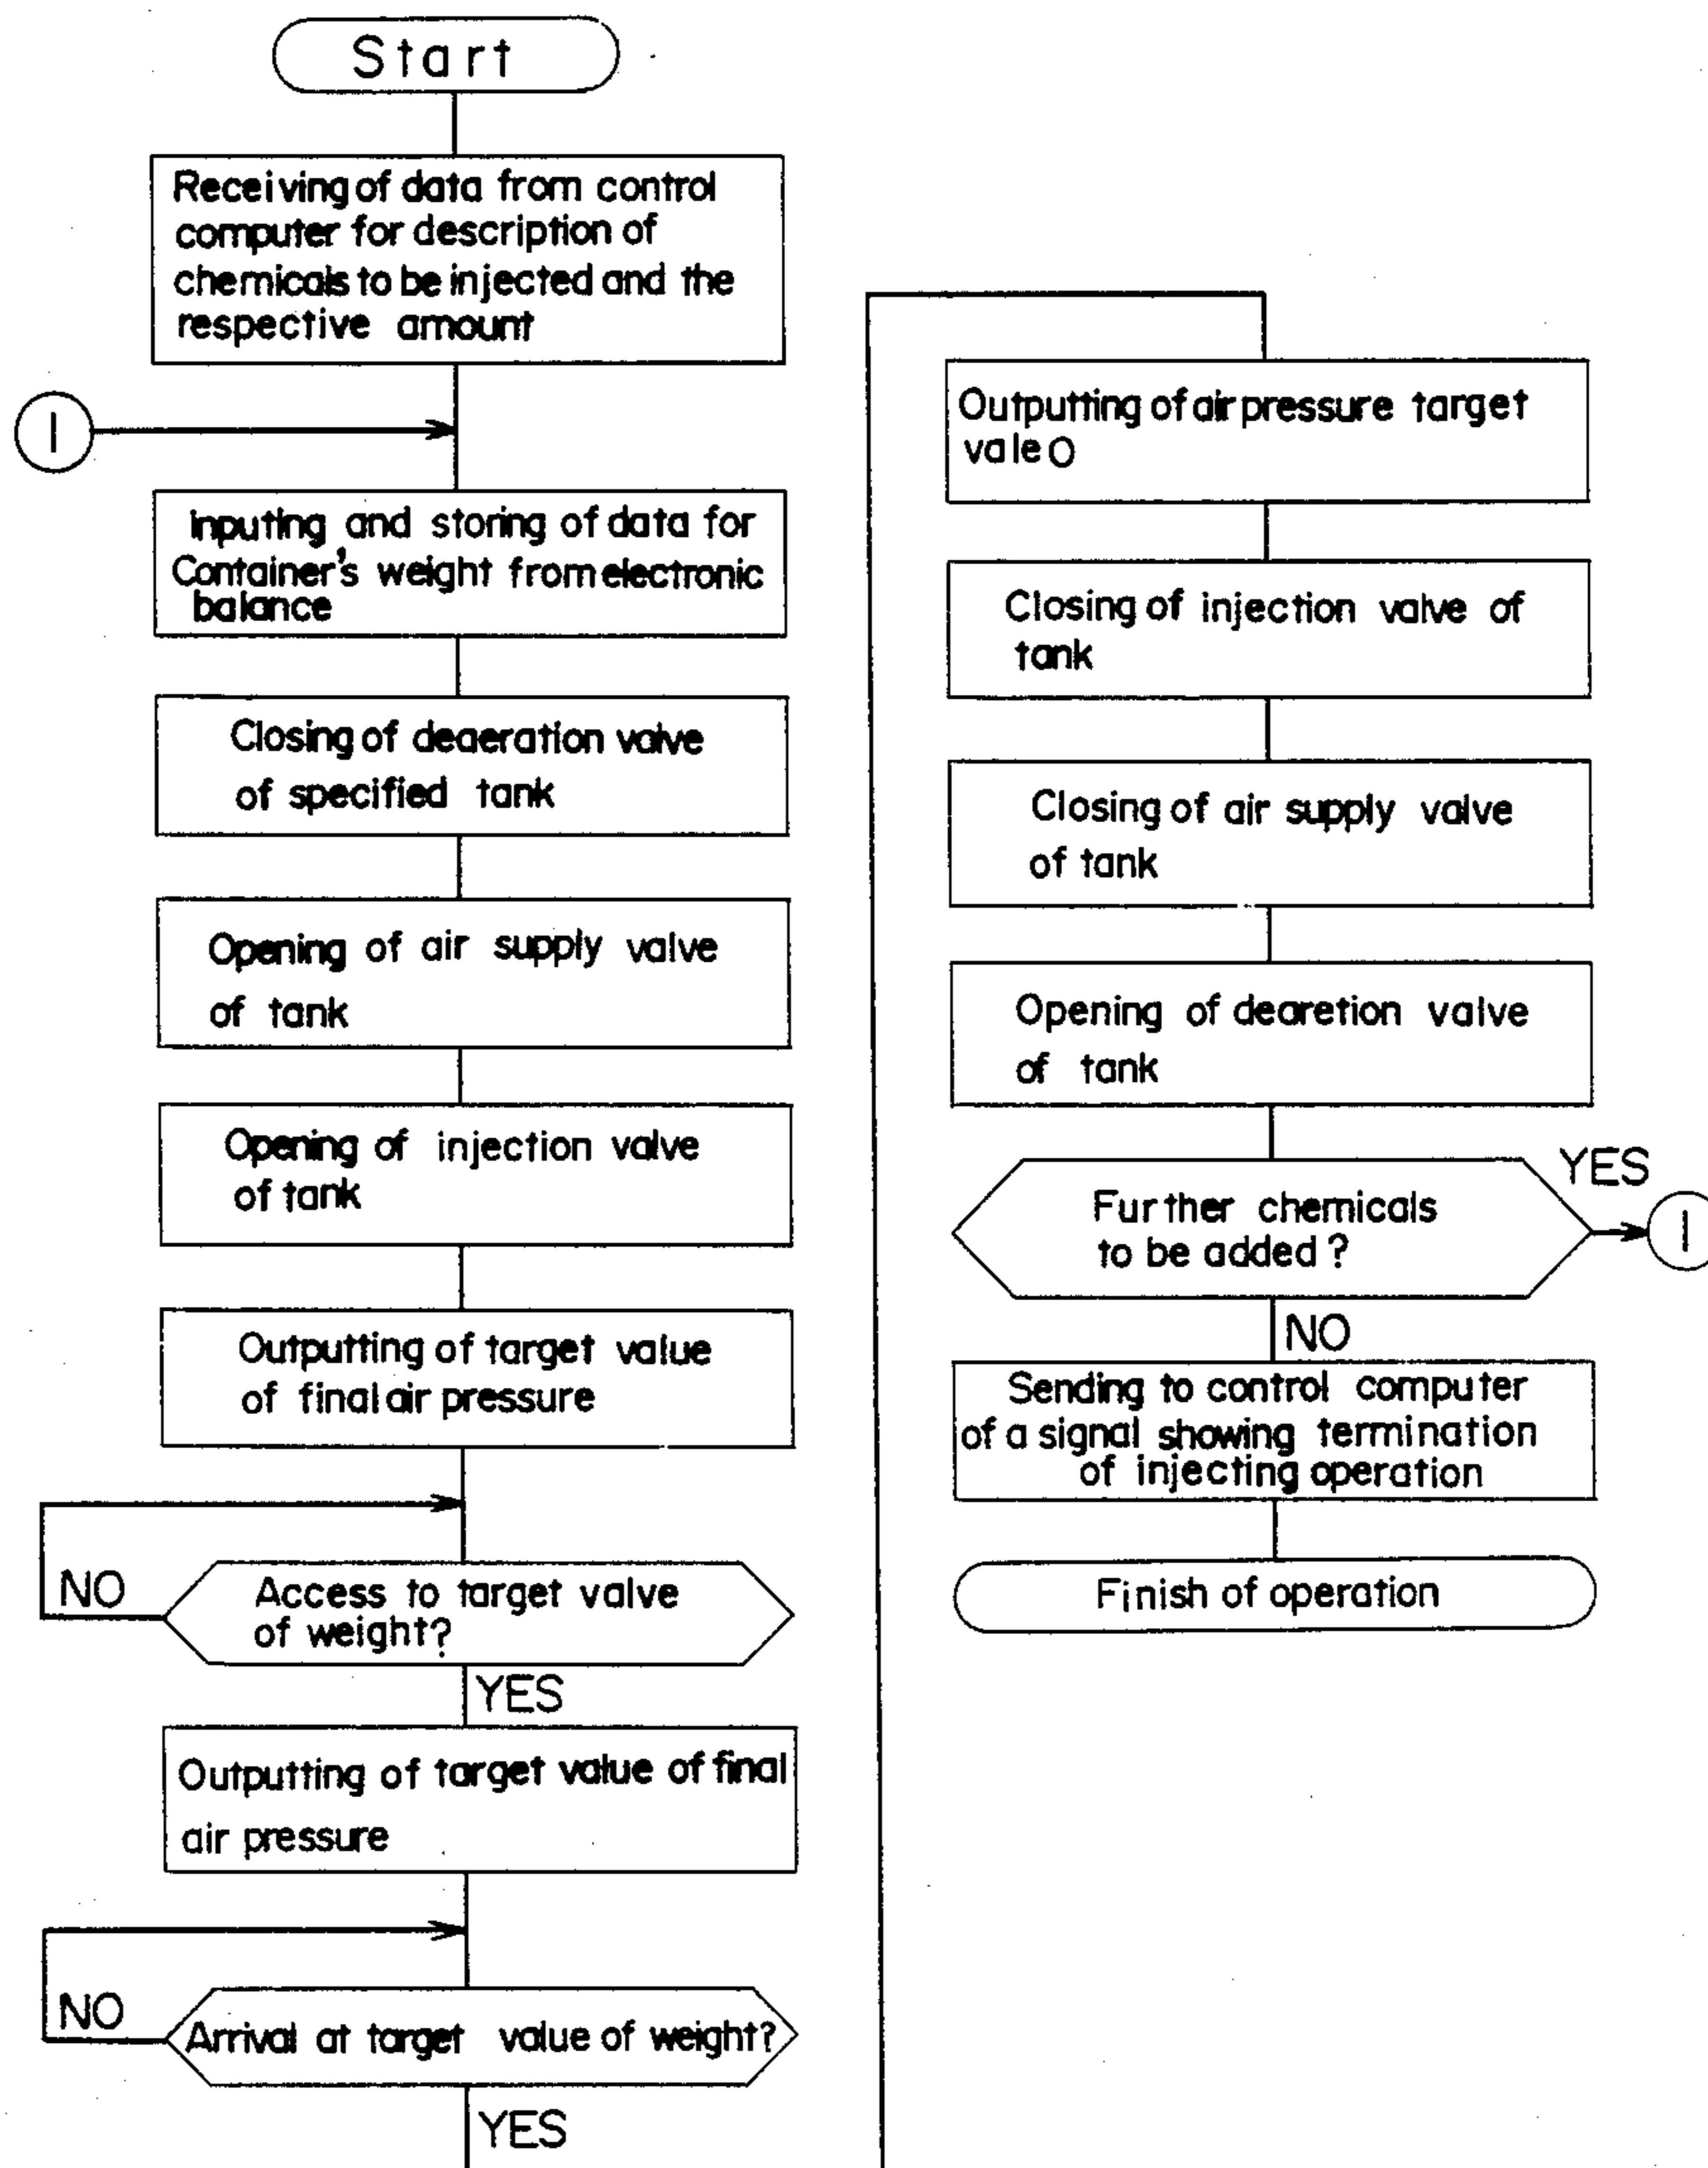 Start
Receiving of data from control
computer for description of
chemicals to be injected and the
respective amount
1
Inputing and storing of data for
Container's weight from electronic
balance
Closing of deaeration valve
of specified tank
Opening of air supply valve
of tank
Opening of injection valve
of tank
Outputting of target value
of final air pressure
NO
Access to target valve
of weight?
YES
Outputting of target value of final
air pressure
NO
Arrival at target value of weight?
YES
Outputting of air pressure target
vale 0
Closing of injection valve of
tank
Closing of air supply valve
of tank
Opening of dearetion valve
of tank
YES
Further chemicals
to be added?
1
NO
Sending to control computer
of a signal showing termination
of injecting operation
Finish of operation